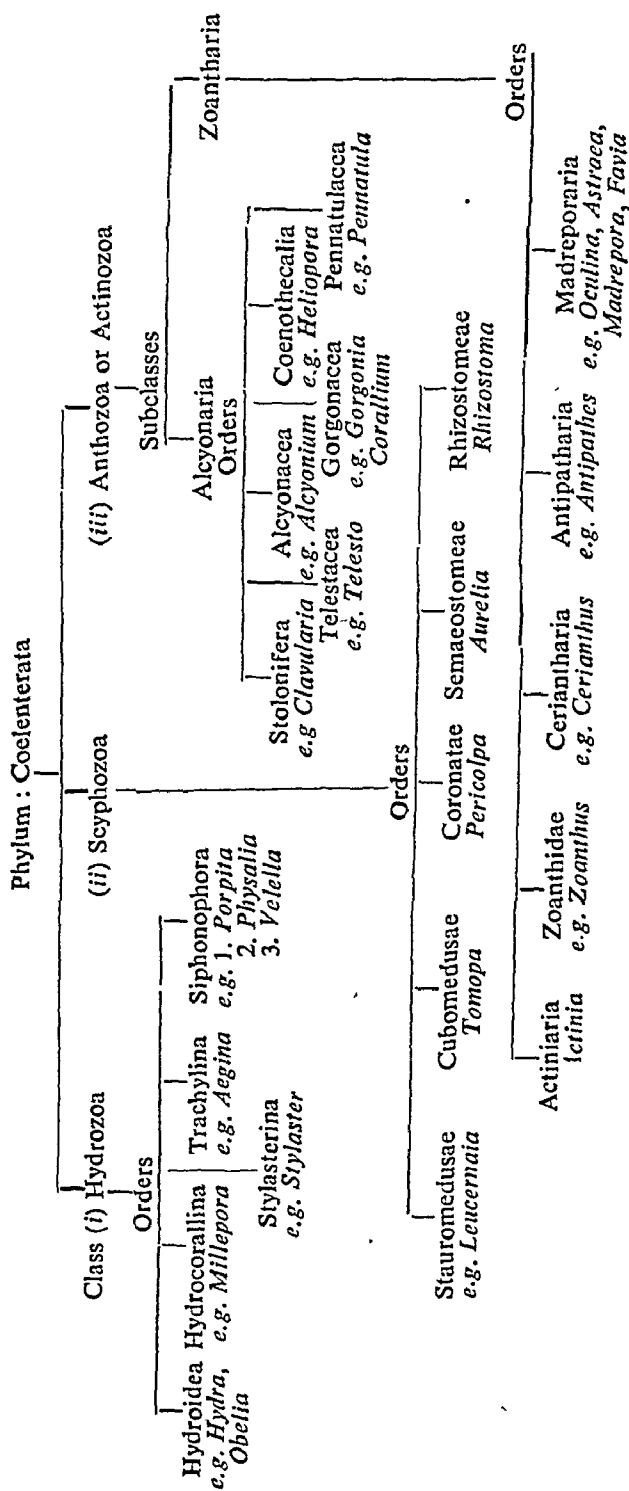 Phylum : Coelenterata
Class (i) Hydrozoa
(ii) Scyphozoa
(iii) Anthozoa or Actinozoa
Orders
Hydroidea
e.g. Hydra,
Obelia
Hydrocorallina
e.g. Millepora
Stylasterina
e.g. Stylaster
Trachylina
e.g. Aegina
Siphonophora
e.g. 1. Porpita
2. Physalia
3. Velella
Subclasses
Alcyonaria
Orders
Zoantharia
Stolonifera
e.g Clavularia
Telestacea
e.g. Telesto
Alcyonacea
e.g. Alcyonium
Gorgonacea
e.g. Gorgonia
Corallium
Coenothecalia
e.g. Heliopora
Pennatulacca
e.g. Pennatula
Orders
Stauromedusae
e.g. Leucernaia
Cubomedusae
Tomopa
Coronatae
Pericolpa
Semaeostomeae
Aurelia
Rhizostomeae
Rhizostoma
Orders
Actiniaria
Ictinia
Zoanthidae
e.g. Zoanthus
Ceriantharia
e.g. Cerianthus
Antipatharia
e.g. Antipathes
Madreporaria
e.g. Oculina, Astraea,
Madrepora, Favia